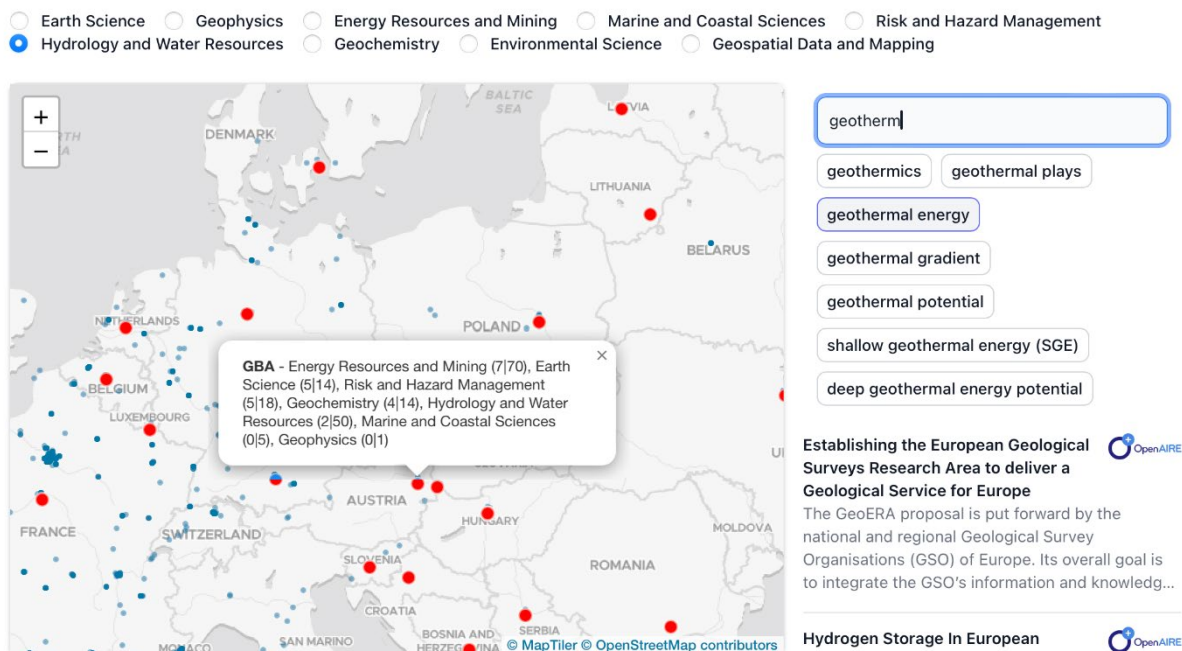 Earth Science Geophysics Energy Resources and Mining Marine and Coastal Sciences Risk and Hazard Management
Hydrology and Water Resources Geochemistry Environmental Science Geospatial Data and Mapping
+
−
BALTIC
SEA
DENMARK
LITHUANIA
BELARUS
NETHERLANDS
POLAND
BELGIUM
LUXEMBOURG
GBA - Energy Resources and Mining (7|70), Earth
Science (5|14), Risk and Hazard Management
(5|18), Geochemistry (4|14), Hydrology and Water
Resources (2|50), Marine and Coastal Sciences
(0|5), Geophysics (0|1)
×
AUSTRIA
FRANCE
SWITZERLAND
HUNGARY
MOLDOVA
SLOVENIA
ROMANIA
CROATIA
SAN MARINO
BOSNIA AND
SERBIA
MONACO
© MapTiler © OpenStreetMap contributors
geotherm
geothermics
geothermal plays
geothermal energy
geothermal gradient
geothermal potential
shallow geothermal energy (SGE)
deep geothermal energy potential
Establishing the European Geological
Surveys Research Area to deliver a
Geological Service for Europe
OpenAIRE
The GeoERA proposal is put forward by the
national and regional Geological Survey
Organisations (GSO) of Europe. Its overall goal is
to integrate the GSO's information and knowledg...
Hydrogen Storage In European
OpenAIRE